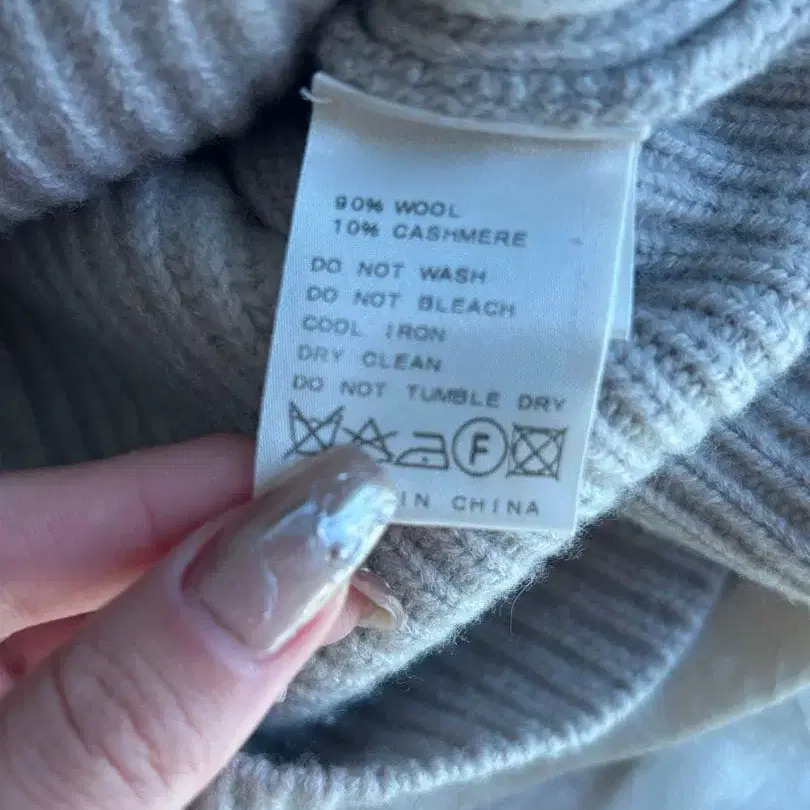 90% WOOL
10% CASHMERE
DO NOT WASH
DO NOT BLEACH
COOL IRON
DRY CLEAN
DO NOT TUMBLE DRY
F
IN CHINA